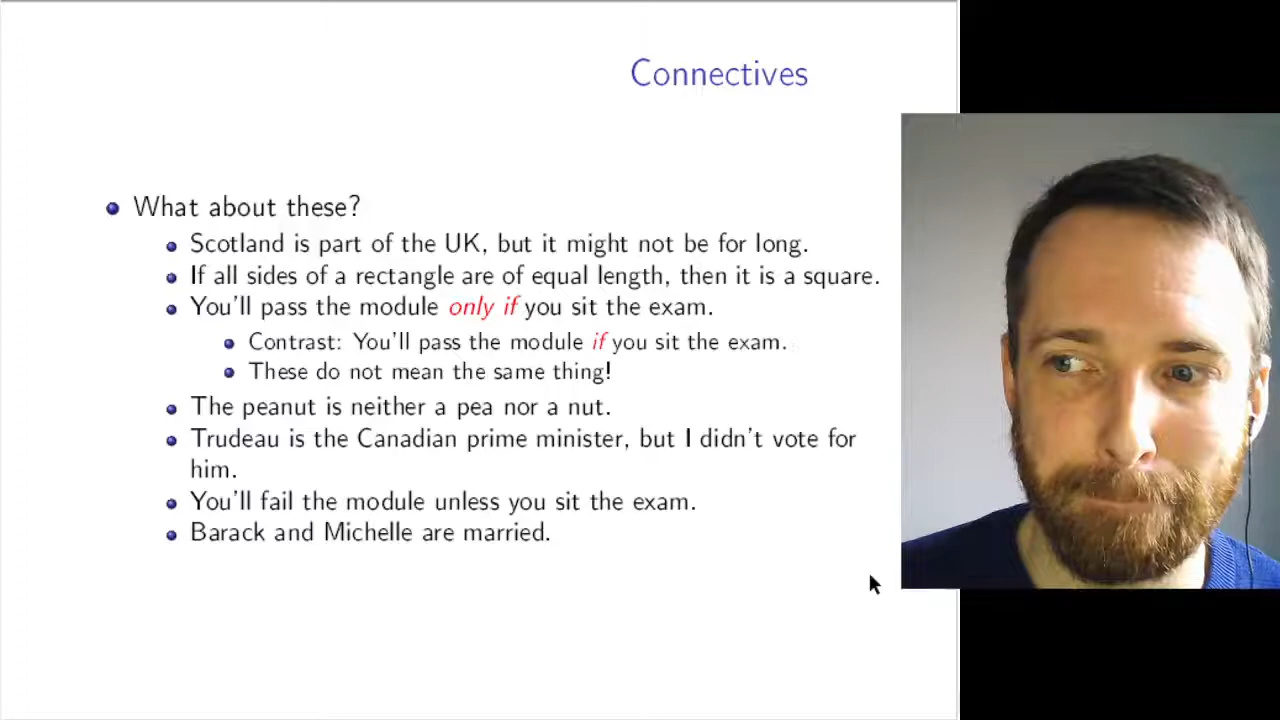 Connectives
What about these?
Scotland is part of the UK, but it might not be for long.
If all sides of a rectangle are of equal length, then it is a square.
You'll pass the module only if you sit the exam.
Contrast: You'll pass the module if you sit the exam.
These do not mean the same thing!
The peanut is neither a pea nor a nut.
Trudeau is the Canadian prime minister, but I didn't vote for
him.
You'll fail the module unless you sit the exam.
Barack and Michelle are married.